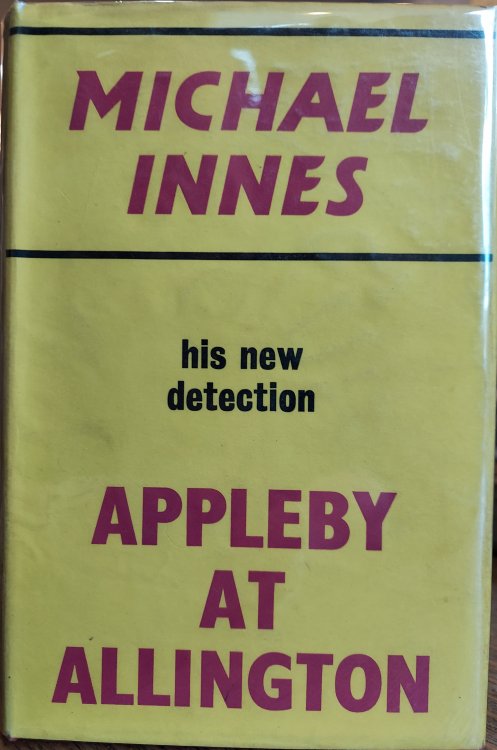 MICHAEL
INNES
his new
detection
APPLEBY
AT
ALLINGTON